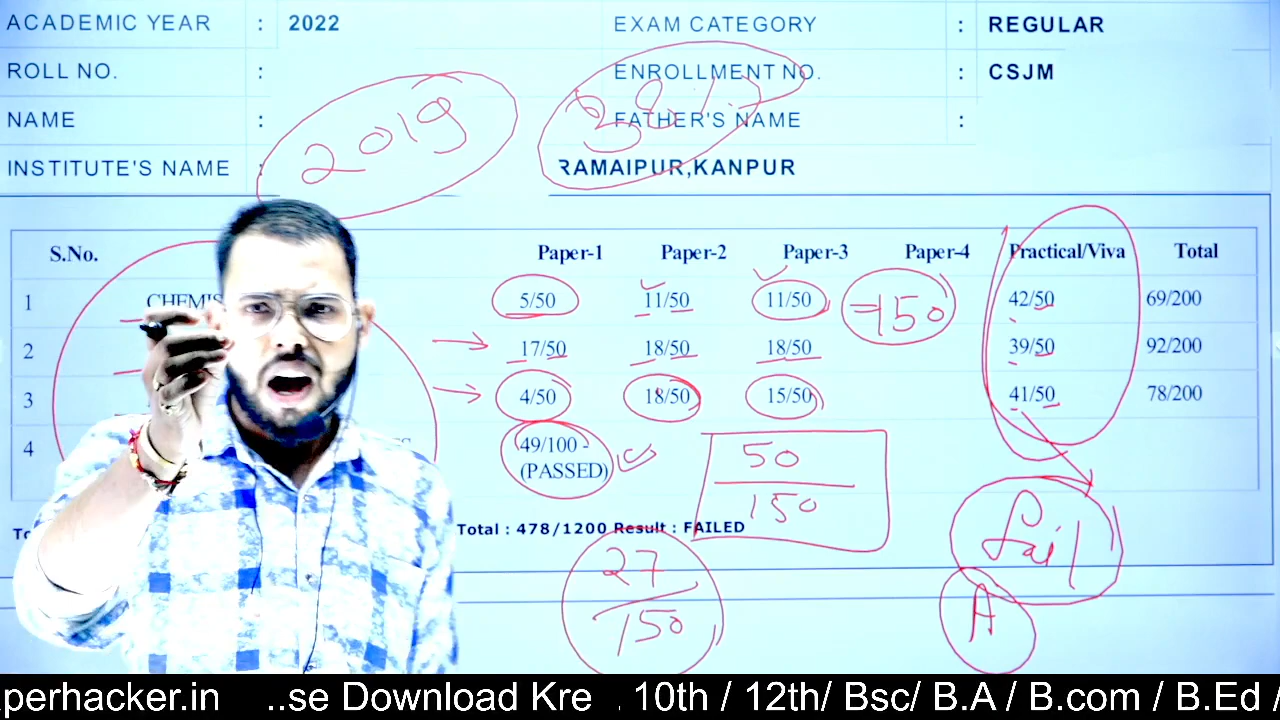 ACADEMIC YEAR : 2022 EXAM CATEGORY : REGULAR
ROLL NO. : ENROLLMENT NO. : CSJM
NAME : FATHER'S NAME :
2019
INSTITUTE'S NAME : RAMAIPUR,KANPUR
S.No. Paper-1 Paper-2 Paper-3 Paper-4 Practical/Viva Total
1 CHEMIS 5/50 11/50 11/50 150 42/50 69/200
2 17/50 18/50 18/50 39/50 92/200
3 4/50 18/50 15/50 41/50 78/200
4 49/100 -
(PASSED)
50
150
Total : 478/1200 Result : FAILED
fail
27
150
A
perhacker.in ..se Download Kre . 10th / 12th/ Bsc/ B.A / B.com / B.Ed /